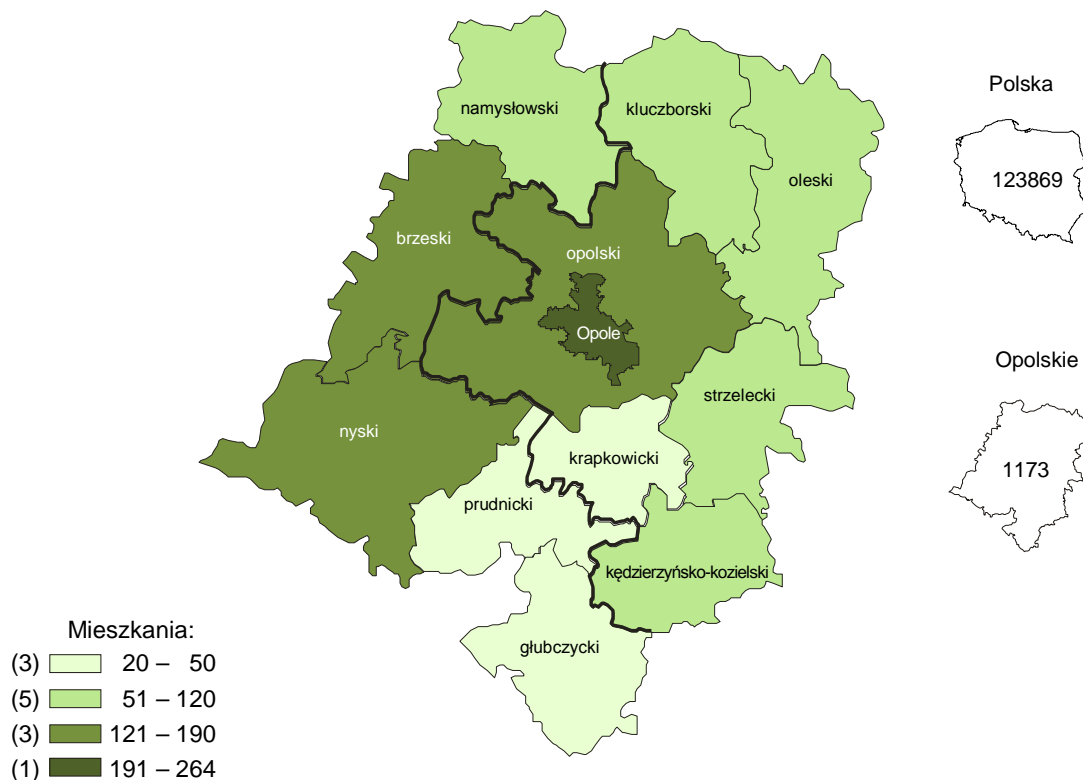 namysłowski
kluczborski
oleski
brzeski
opolski
Opole
strzelecki
nyski
krapkowicki
prudnicki
kędzierzyńsko-kozielski
głubczycki
Polska
123869
Opolskie
1173
Mieszkania:
(3) 20 – 50
(5) 51 – 120
(3) 121 – 190
(1) 191 – 264